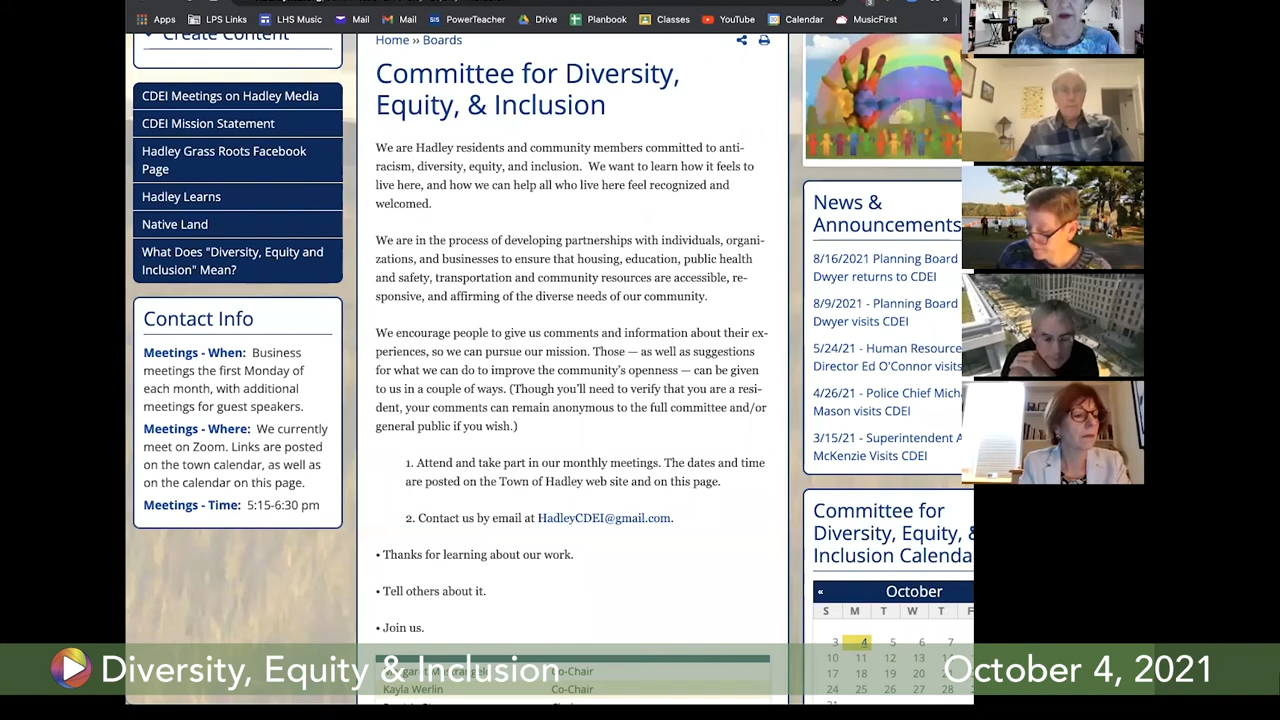 Apps LPS Links LHS Music Mail Mail PowerTeacher Drive Planbook Classes YouTube Calendar MusicFirst »
Create Content
CDEI Meetings on Hadley Media
CDEI Mission Statement
Hadley Grass Roots Facebook
Page
Hadley Learns
Native Land
What Does "Diversity, Equity and
Inclusion" Mean?
Contact Info
Meetings - When: Business
meetings the first Monday of
each month, with additional
meetings for guest speakers.
Meetings - Where: We currently
meet on Zoom. Links are posted
on the town calendar, as well as
on the calendar on this page.
Meetings - Time: 5:15-6:30 pm
Home ›› Boards
Committee for Diversity,
Equity, & Inclusion
We are Hadley residents and community members committed to anti-
racism, diversity, equity, and inclusion. We want to learn how it feels to
live here, and how we can help all who live here feel recognized and
welcomed.
We are in the process of developing partnerships with individuals, organi-
zations, and businesses to ensure that housing, education, public health
and safety, transportation and community resources are accessible, re-
sponsive, and affirming of the diverse needs of our community.
We encourage people to give us comments and information about their ex-
periences, so we can pursue our mission. Those — as well as suggestions
for what we can do to improve the community's openness — can be given
to us in a couple of ways. (Though you'll need to verify that you are a resi-
dent, your comments can remain anonymous to the full committee and/or
general public if you wish.)
1. Attend and take part in our monthly meetings. The dates and time
are posted on the Town of Hadley web site and on this page.
2. Contact us by email at HadleyCDEI@gmail.com.
• Thanks for learning about our work.
• Tell others about it.
• Join us.
Co-Chair
Kayla Werlin Co-Chair
News &
Announcements
8/16/2021 Planning Board
Dwyer returns to CDEI
8/9/2021 - Planning Board
Dwyer visits CDEI
5/24/21 - Human Resource
Director Ed O'Connor visits
4/26/21 - Police Chief Mich
Mason visits CDEI
3/15/21 - Superintendent A
McKenzie Visits CDEI
Committee for
Diversity, Equity, &
Inclusion Calenda
« October
S M T W T F
3 4 5 6 7
10 11 12 13 14
17 18 19 20 21
24 25 26 27 28
31
Diversity, Equity & Inclusion October 4, 2021